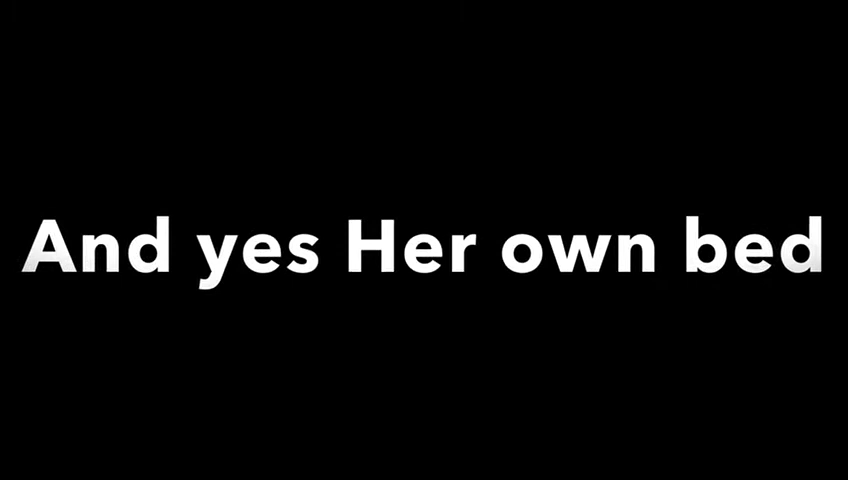 And yes Her own bed